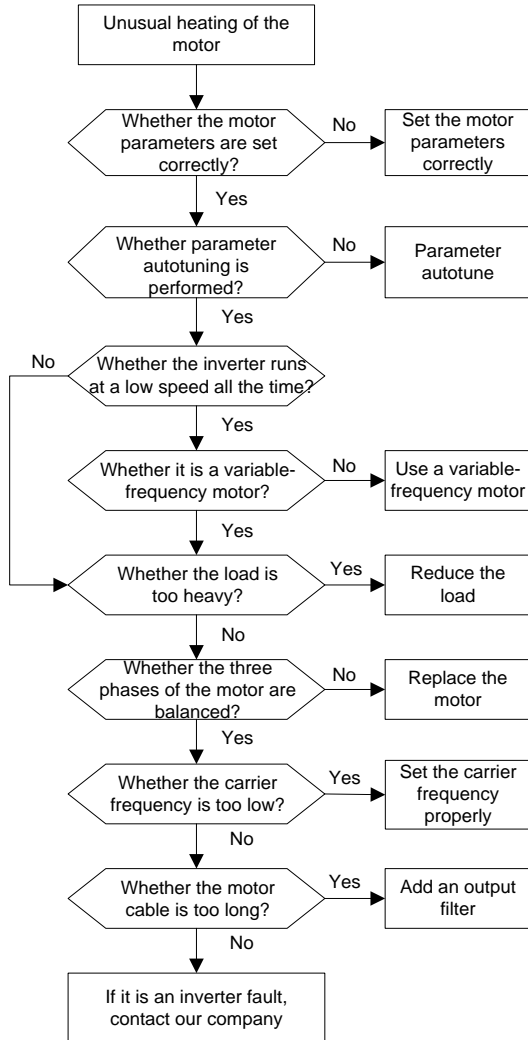 Unusual heating of the
motor
Whether the motor
parameters are set
correctly?
No
Set the motor
parameters
correctly
Yes
Whether parameter
autotuning is
performed?
No
Parameter
autotune
Yes
No
Whether the inverter runs
at a low speed all the time?
Yes
Whether it is a variable-
frequency motor?
No
Use a variable-
frequency motor
Yes
Whether the load is
too heavy?
Yes
Reduce the
load
No
Whether the three
phases of the motor are
balanced?
No
Replace the
motor
Yes
Whether the carrier
frequency is too low?
Yes
Set the carrier
frequency
properly
No
Whether the motor
cable is too long?
Yes
Add an output
filter
No
If it is an inverter fault,
contact our company